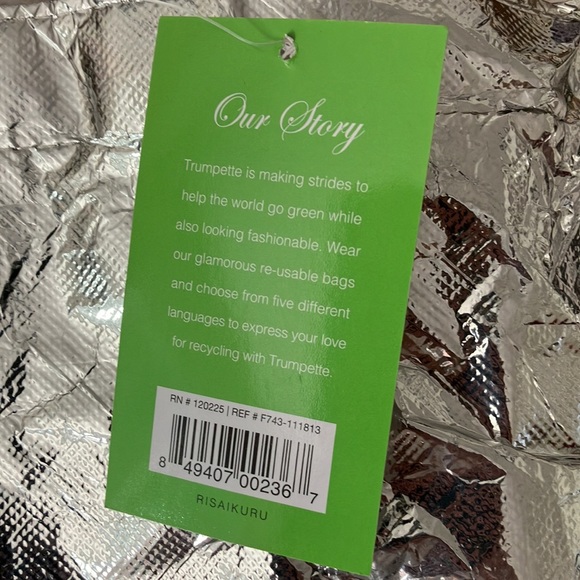 Our Story
Trumpette is making strides to
help the world go green while
also looking fashionable. Wear
our glamorous re-usable bags
and choose from five different
languages to express your love
for recycling with Trumpette.
RN # 120225 | REF # F743-111813
8 49407 00236 7
RISAIKURU